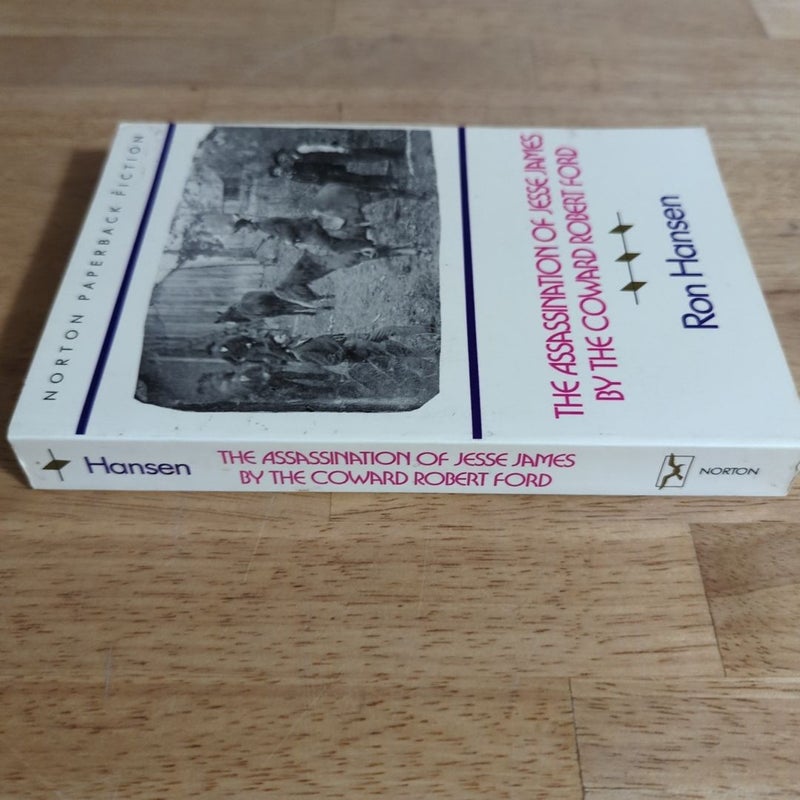 NORTON PAPERBACK FICTION
THE ASSASSINATION OF JESSE JAMES
BY THE COWARD ROBERT FORD
Ron Hansen
Hansen
THE ASSASSINATION OF JESSE JAMES
BY THE COWARD ROBERT FORD
NORTON